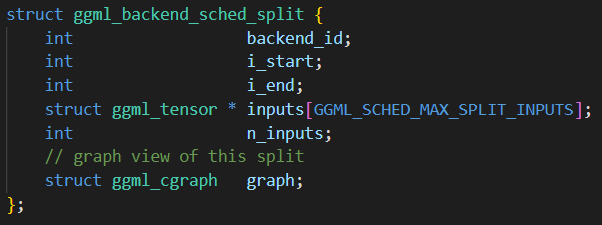 struct ggml_backend_sched_split {
    int                  backend_id;
    int                  i_start;
    int                  i_end;
    struct ggml_tensor * inputs[GGML_SCHED_MAX_SPLIT_INPUTS];
    int                  n_inputs;
    // graph view of this split
    struct ggml_cgraph   graph;
};